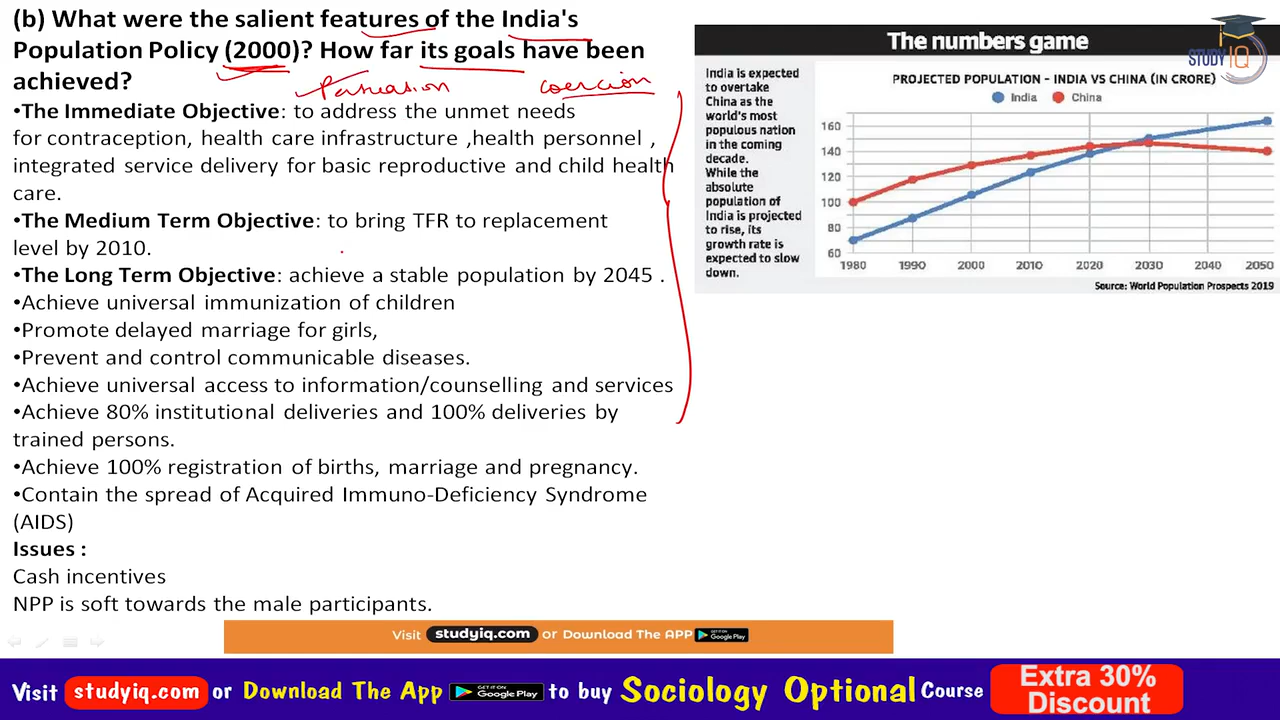 (b) What were the salient features of the India's
Population Policy (2000)? How far its goals have been
achieved?
Persuasion coercion
•The Immediate Objective: to address the unmet needs
for contraception, health care infrastructure ,health personnel ,
integrated service delivery for basic reproductive and child health
care.
•The Medium Term Objective: to bring TFR to replacement
level by 2010.
•The Long Term Objective: achieve a stable population by 2045 .
•Achieve universal immunization of children
•Promote delayed marriage for girls,
•Prevent and control communicable diseases.
•Achieve universal access to information/counselling and services
•Achieve 80% institutional deliveries and 100% deliveries by
trained persons.
•Achieve 100% registration of births, marriage and pregnancy.
•Contain the spread of Acquired Immuno-Deficiency Syndrome
(AIDS)
Issues :
Cash incentives
NPP is soft towards the male participants.
The numbers game
STUDY IQ
India is expected
to overtake
China as the
world's most
populous nation
in the coming
decade.
While the
absolute
population of
India is projected
to rise, its
growth rate is
expected to slow
down.
PROJECTED POPULATION - INDIA VS CHINA (IN CRORE)
India China
160
140
120
100
80
60
1980 1990 2000 2010 2020 2030 2040 2050
Source: World Population Prospects 2019
Visit studyiq.com or Download The APP GET IT ON Google Play
Visit studyiq.com or Download The App GET IT ON Google Play to buy Sociology Optional Course
Extra 30%
Discount